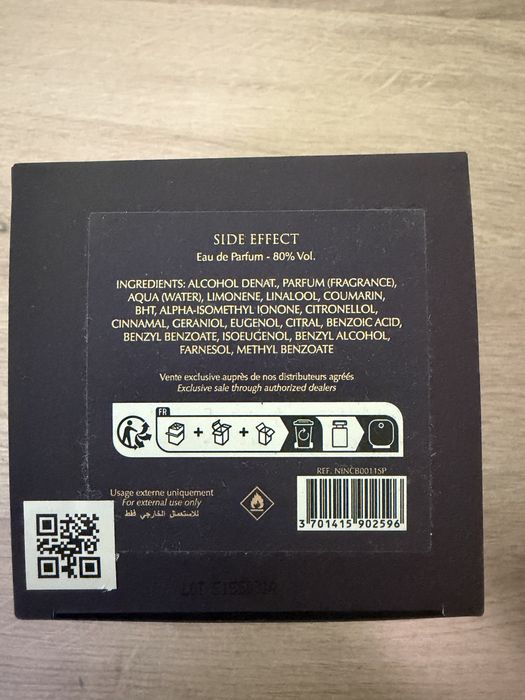 SIDE EFFECT
Eau de Parfum - 80% Vol.
INGREDIENTS: ALCOHOL DENAT., PARFUM (FRAGRANCE),
AQUA (WATER), LIMONENE, LINALOOL, COUMARIN,
BHT, ALPHA-ISOMETHYL IONONE, CITRONELLOL,
CINNAMAL, GERANIOL, EUGENOL, CITRAL, BENZOIC ACID,
BENZYL BENZOATE, ISOEUGENOL, BENZYL ALCOHOL,
FARNESOL, METHYL BENZOATE
Vente exclusive auprès de nos distributeurs agréés
Exclusive sale through authorized dealers
FR
+ +
REF. NINCB0011SP
Usage externe uniquement
For external use only
للاستعمال الخارجي فقط
3 701415 902596
LOT